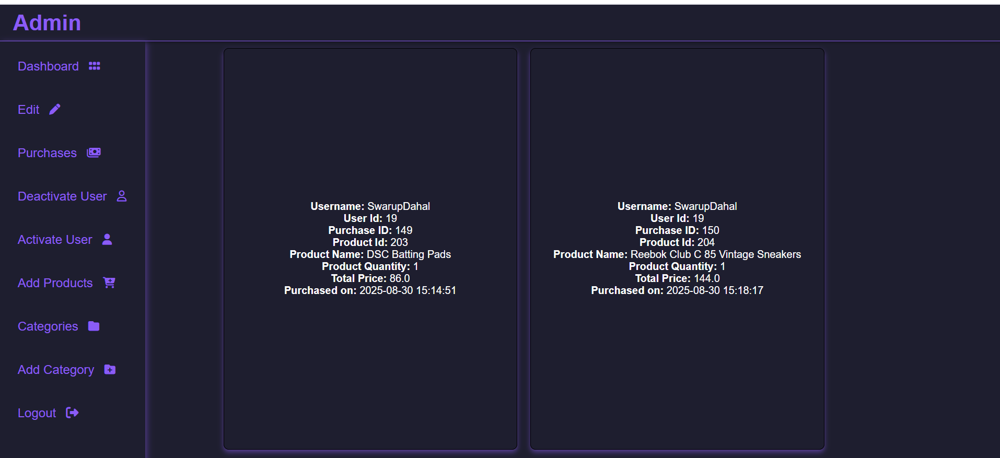 Admin
Dashboard
Edit
Purchases
Deactivate User
Activate User
Add Products
Categories
Add Category
Logout
Username: SwarupDahal
User Id: 19
Purchase ID: 149
Product Id: 203
Product Name: DSC Batting Pads
Product Quantity: 1
Total Price: 86.0
Purchased on: 2025-08-30 15:14:51
Username: SwarupDahal
User Id: 19
Purchase ID: 150
Product Id: 204
Product Name: Reebok Club C 85 Vintage Sneakers
Product Quantity: 1
Total Price: 144.0
Purchased on: 2025-08-30 15:18:17